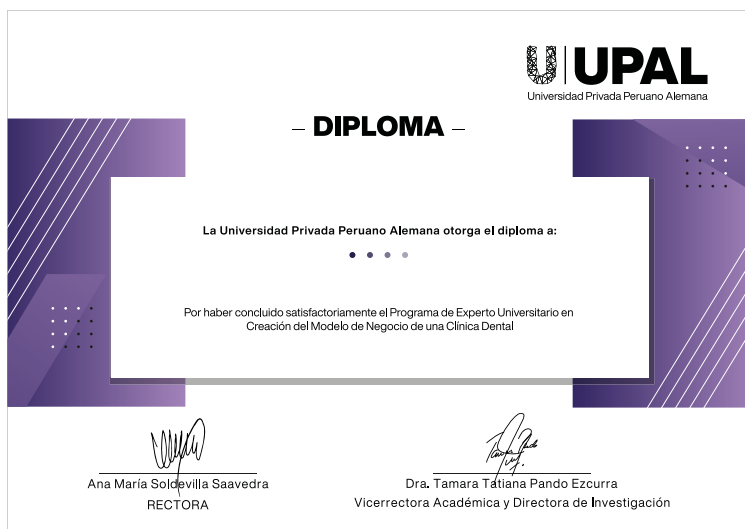 UPAL
Universidad Privada Peruano Alemana
– DIPLOMA –
La Universidad Privada Peruano Alemana otorga el diploma a:
Por haber concluido satisfactoriamente el Programa de Experto Universitario en
Creación del Modelo de Negocio de una Clínica Dental
Ana María Soldevilla Saavedra
RECTORA
Dra. Tamara Tatiana Pando Ezcurra
Vicerrectora Académica y Directora de Investigación